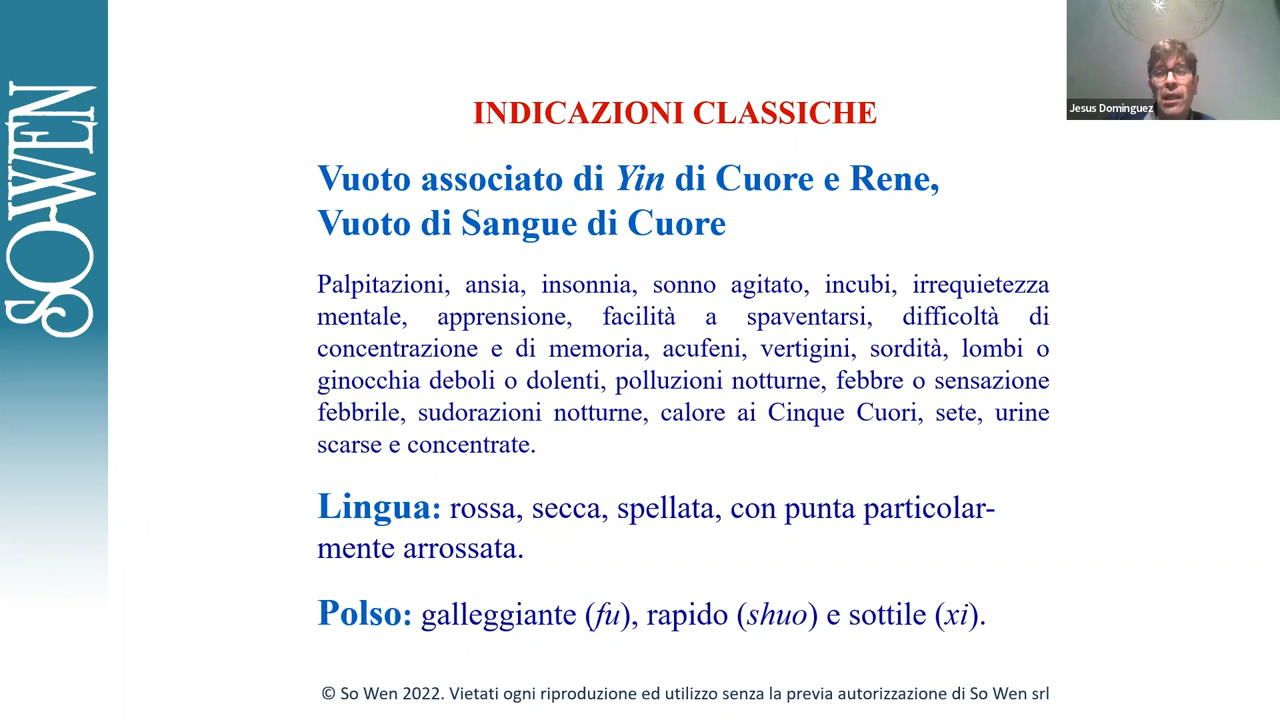 SO WEN
Jesus Dominguez
INDICAZIONI CLASSICHE
Vuoto associato di Yin di Cuore e Rene,
Vuoto di Sangue di Cuore
Palpitazioni, ansia, insonnia, sonno agitato, incubi, irrequietezza
mentale, apprensione, facilità a spaventarsi, difficoltà di
concentrazione e di memoria, acufeni, vertigini, sordità, lombi o
ginocchia deboli o dolenti, polluzioni notturne, febbre o sensazione
febbrile, sudorazioni notturne, calore ai Cinque Cuori, sete, urine
scarse e concentrate.
Lingua: rossa, secca, spellata, con punta particolar-
mente arrossata.
Polso: galleggiante (fu), rapido (shuo) e sottile (xi).
© So Wen 2022. Vietati ogni riproduzione ed utilizzo senza la previa autorizzazione di So Wen srl